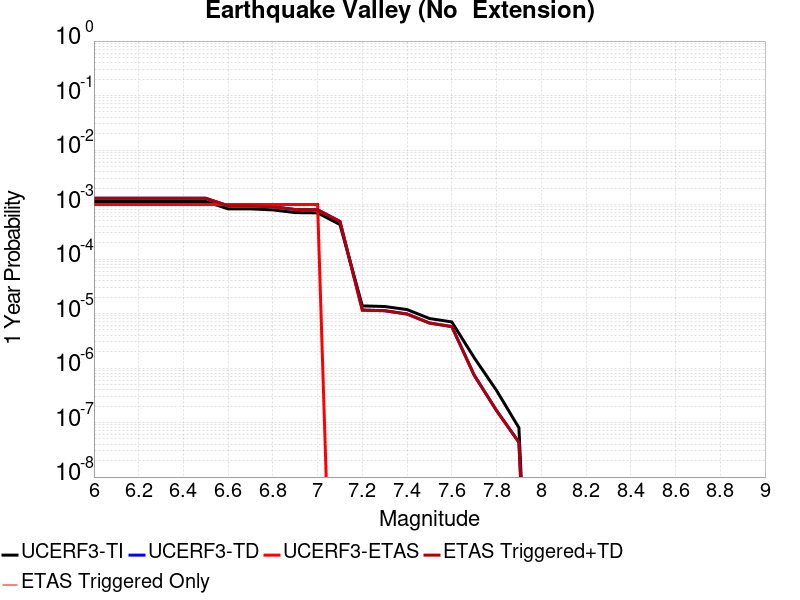 Earthquake Valley (No  Extension)
10^0
10^-1
10^-2
10^-3
10^-4
10^-5
10^-6
10^-7
10^-8
1 Year Probability
6 6.2 6.4 6.6 6.8 7 7.2 7.4 7.6 7.8 8 8.2 8.4 8.6 8.8 9
Magnitude
UCERF3-TI UCERF3-TD UCERF3-ETAS ETAS Triggered+TD
ETAS Triggered Only